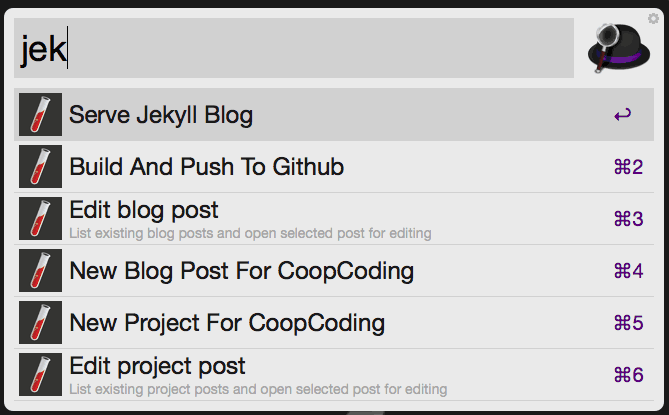 jek
Serve Jekyll Blog ↩
Build And Push To Github ⌘2
Edit blog post ⌘3
List existing blog posts and open selected post for editing
New Blog Post For CoopCoding ⌘4
New Project For CoopCoding ⌘5
Edit project post ⌘6
List existing project posts and open selected post for editing